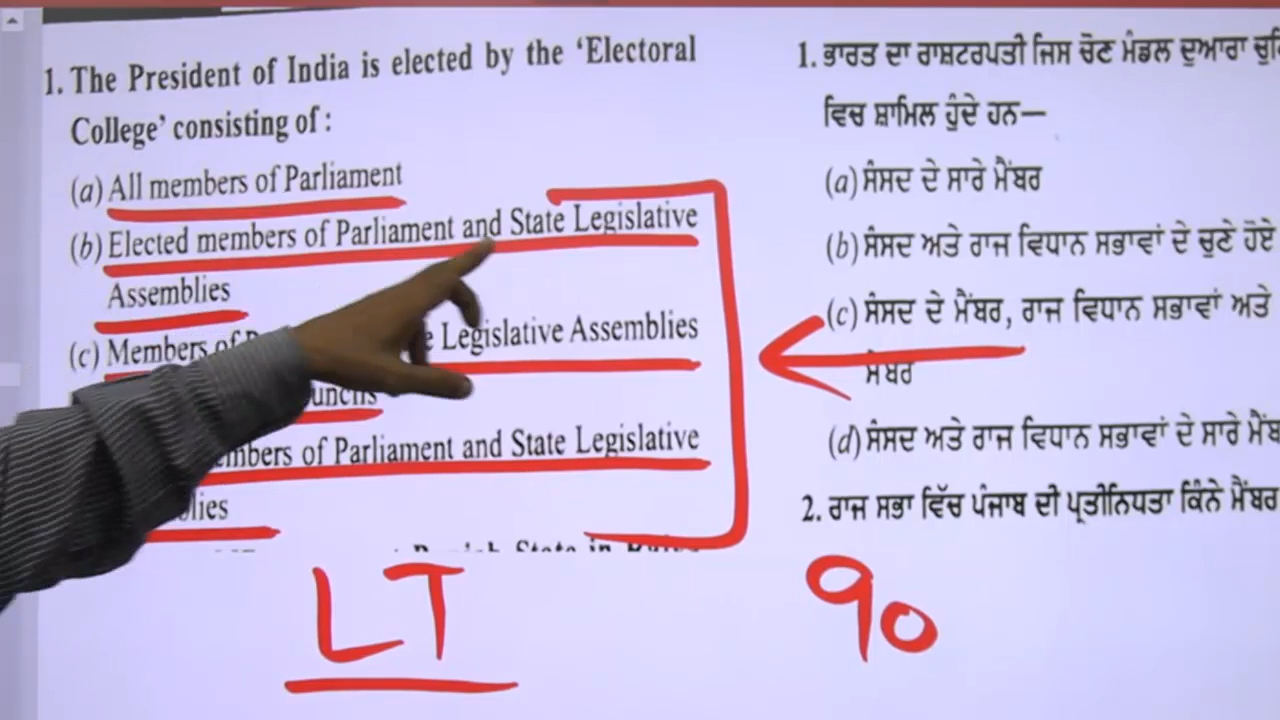 1. The President of India is elected by the ‘Electoral
College’ consisting of :
(a) All members of Parliament
(b) Elected members of Parliament and State Legislative
Assemblies
(c) Members of Legislative Assemblies
(d) members of Parliament and State Legislative
LT
1. ਭਾਰਤ ਦਾ ਰਾਸ਼ਟਰਪਤੀ ਜਿਸ ਚੋਣ ਮੰਡਲ ਦੁਆਰਾ
ਵਿਚ ਸ਼ਾਮਿਲ ਹੁੰਦੇ ਹਨ—
(a) ਸੰਸਦ ਦੇ ਸਾਰੇ ਮੈਂਬਰ
(b) ਸੰਸਦ ਅਤੇ ਰਾਜ ਵਿਧਾਨ ਸਭਾਵਾਂ ਦੇ ਚੁਣੇ ਹੋਏ
(c) ਸੰਸਦ ਦੇ ਮੈਂਬਰ, ਰਾਜ ਵਿਧਾਨ ਸਭਾਵਾਂ ਅਤੇ
ਮੈਂਬਰ
(d) ਸੰਸਦ ਅਤੇ ਰਾਜ ਵਿਧਾਨ ਸਭਾਵਾਂ ਦੇ ਸਾਰੇ
2. ਰਾਜ ਸਭਾ ਵਿੱਚ ਪੰਜਾਬ ਦੀ ਪ੍ਰਤੀਨਿਧਤਾ ਕਿੰਨੇ ਮੈਂਬਰ
90